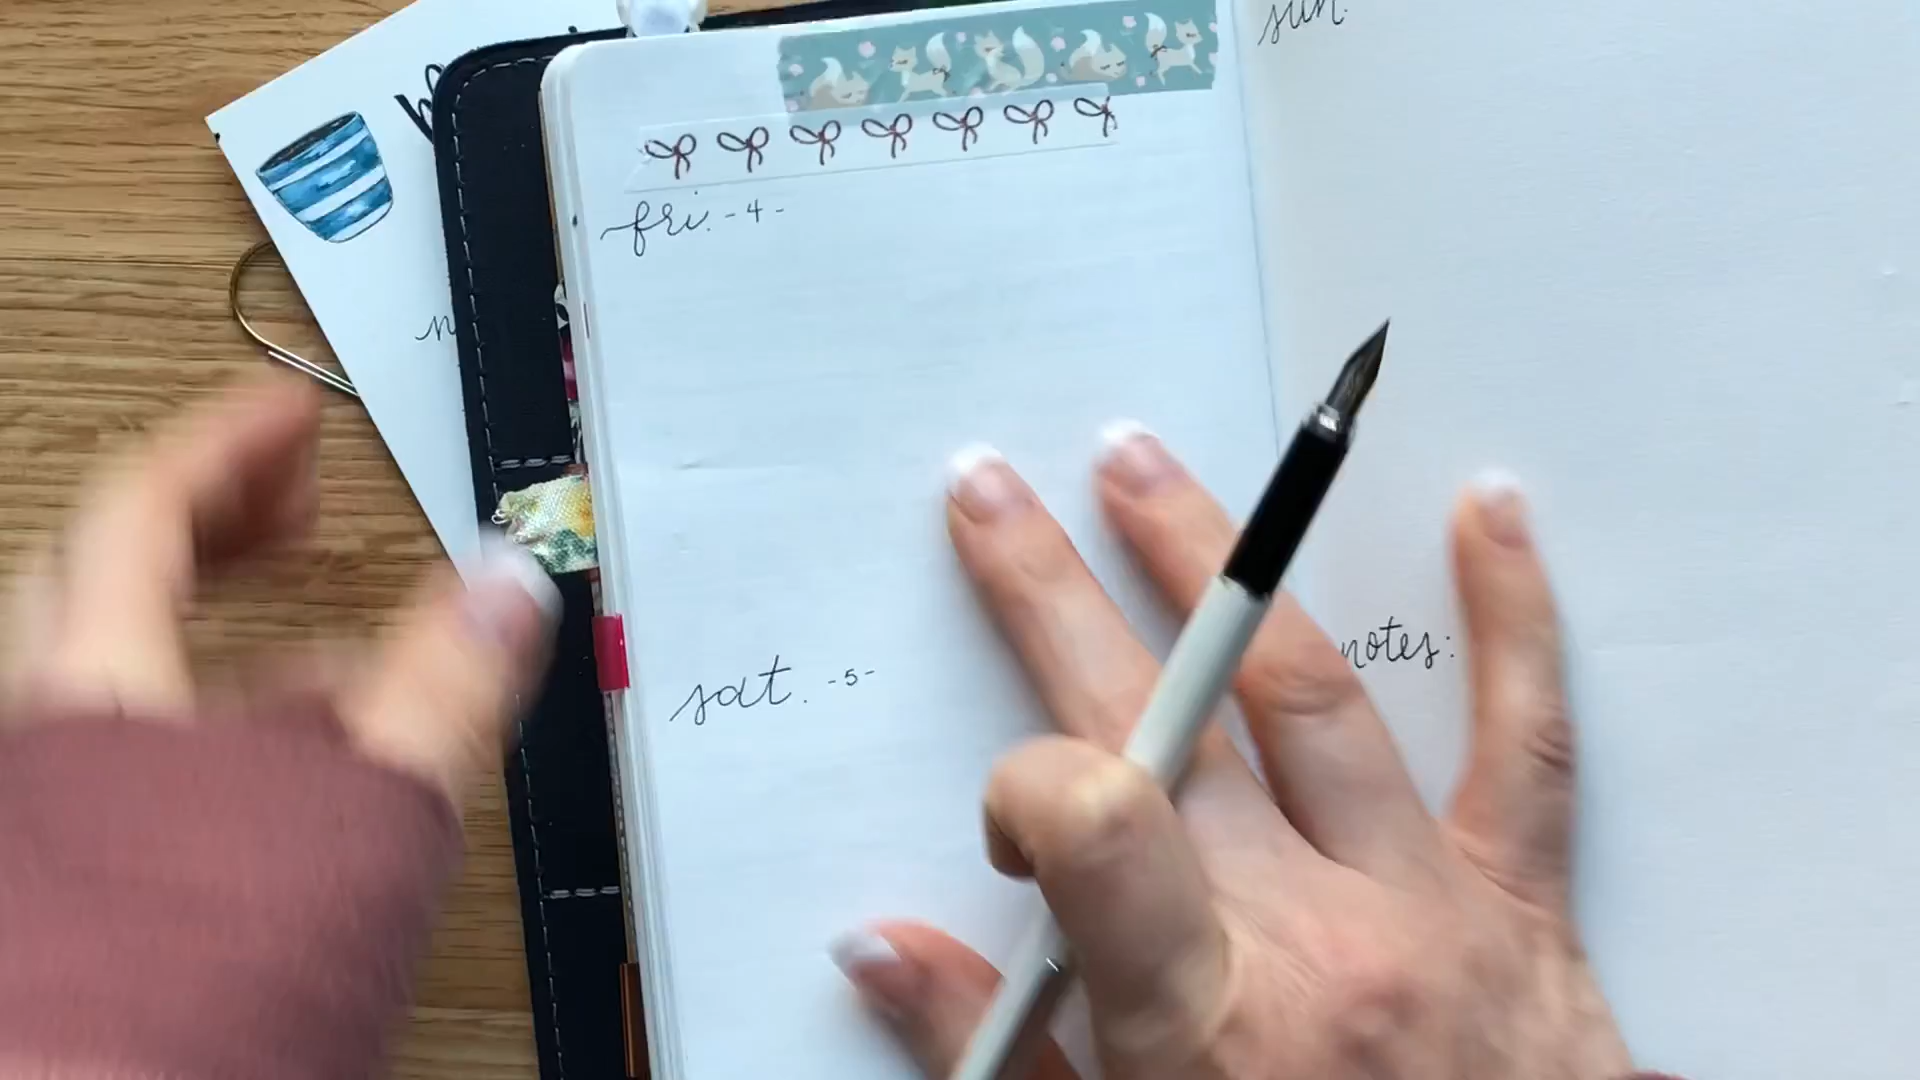 fri. -4-
sat. -5-
sun.
notes: